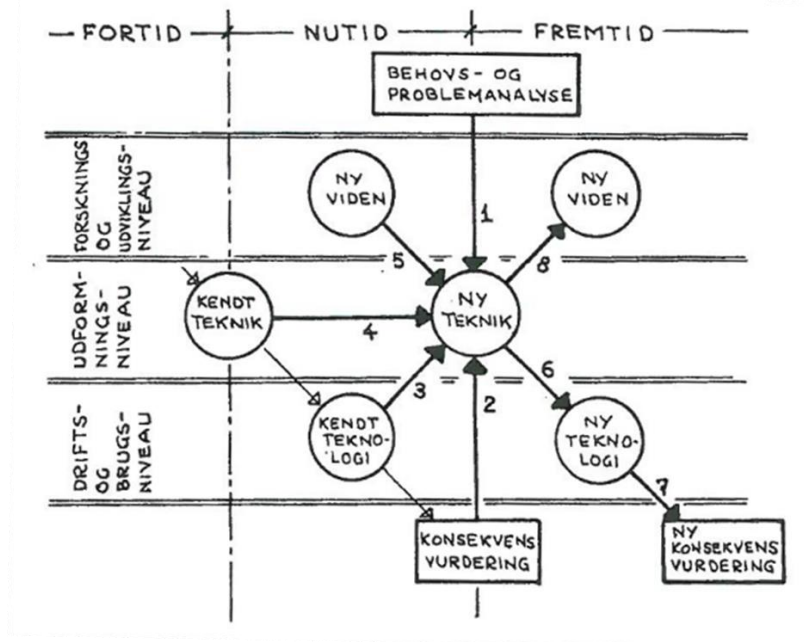 FORTID
NUTID
FREMTID
BEHOVS- OG
PROBLEMANALYSE
FORSKNINGS
OG
UDVIKLINGS-
NIVEAU
NY
VIDEN
NY
VIDEN
1
5
8
UDFORM-
NINGS-
NIVEAU
KENDT
TEKNIK
NY
TEKNIK
4
3
2
6
DRIFTS-
OG
BRUGS-
NIVEAU
KENDT
TEKNO-
LOGI
NY
TEKNO-
LOGI
7
KONSEKVENS
VURDERING
NY
KONSEKVENS
VURDERING